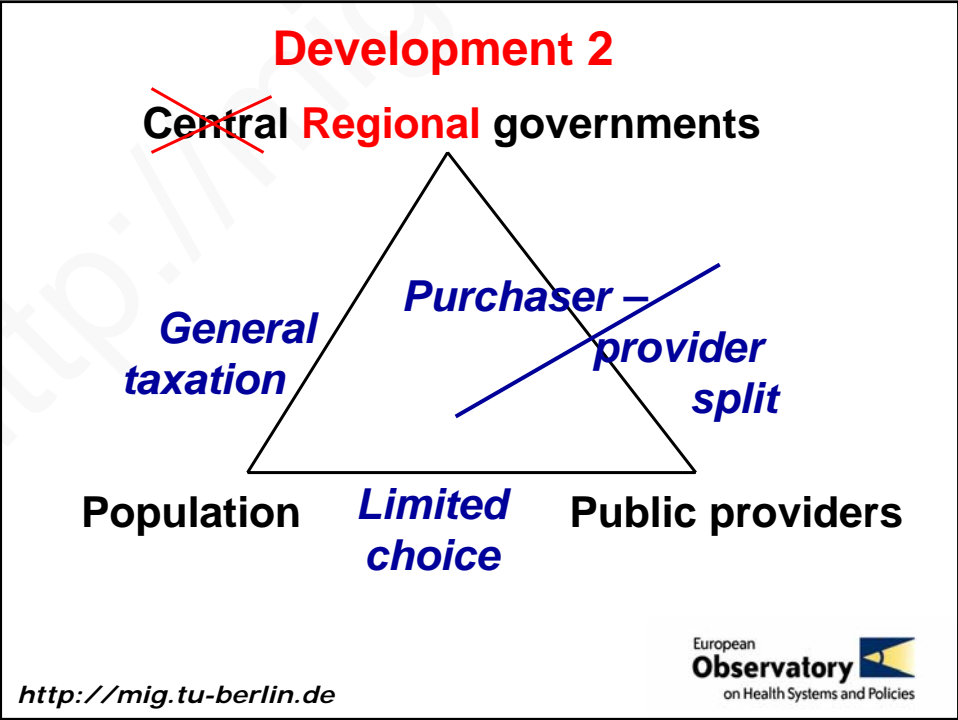 Development 2
Central Regional governments
Purchaser –
provider
split
General
taxation
Population
Limited
choice
Public providers
European
Observatory
on Health Systems and Policies
http://mig.tu-berlin.de